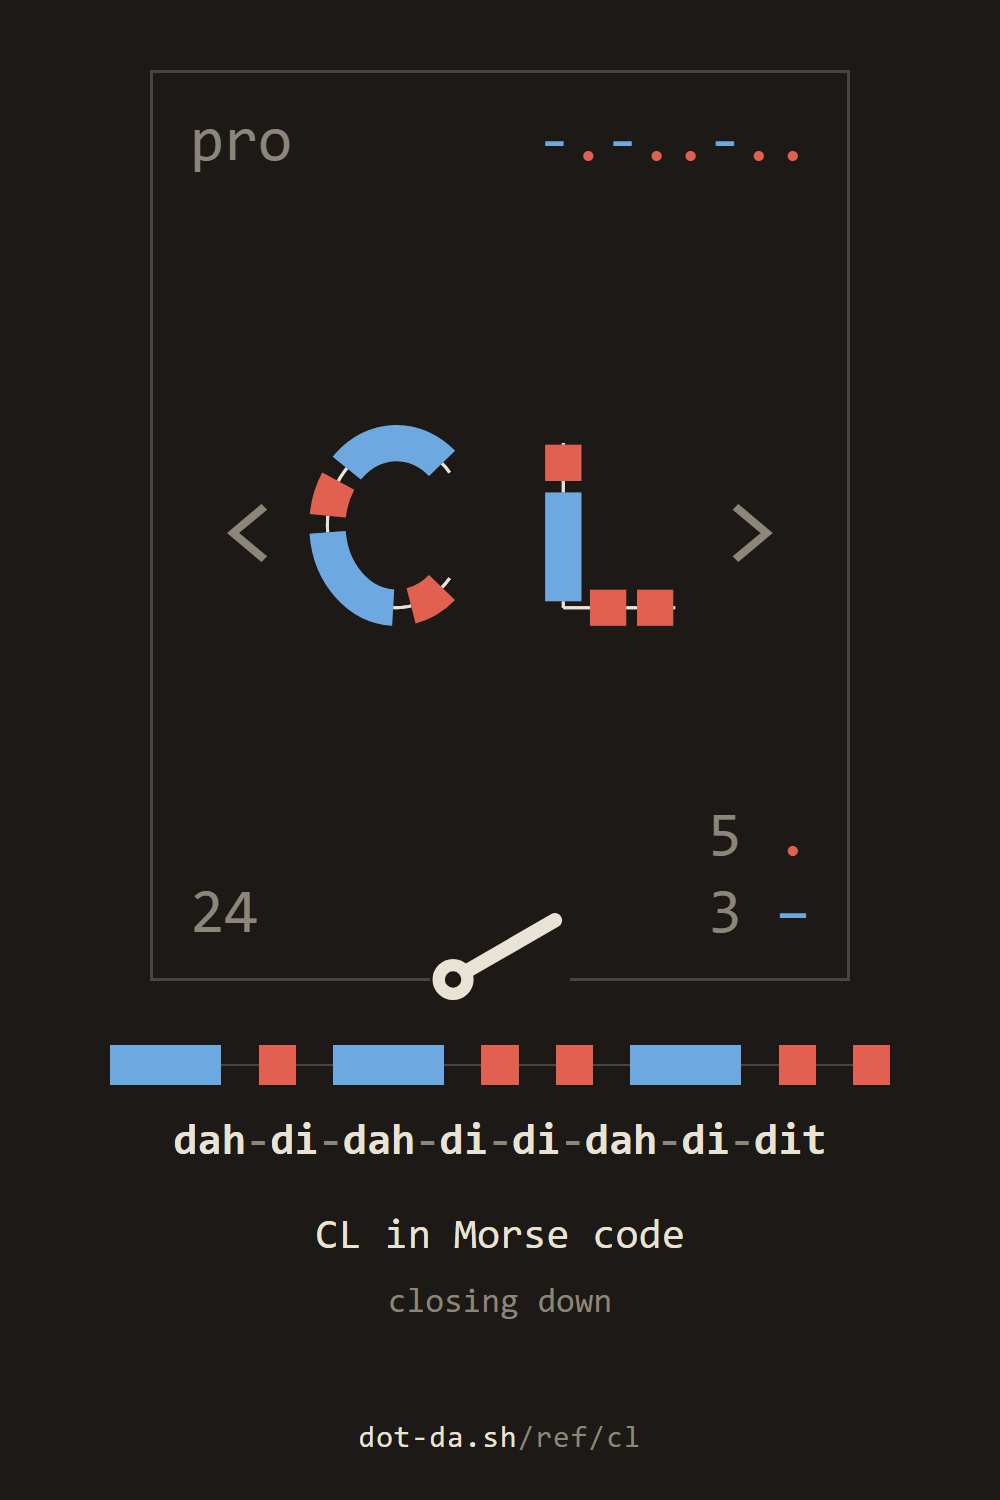 pro -.-..-..
< CL >
5 .
24 3 -
dah-di-dah-di-di-dah-di-dit
CL in Morse code
closing down
dot-da.sh/ref/cl